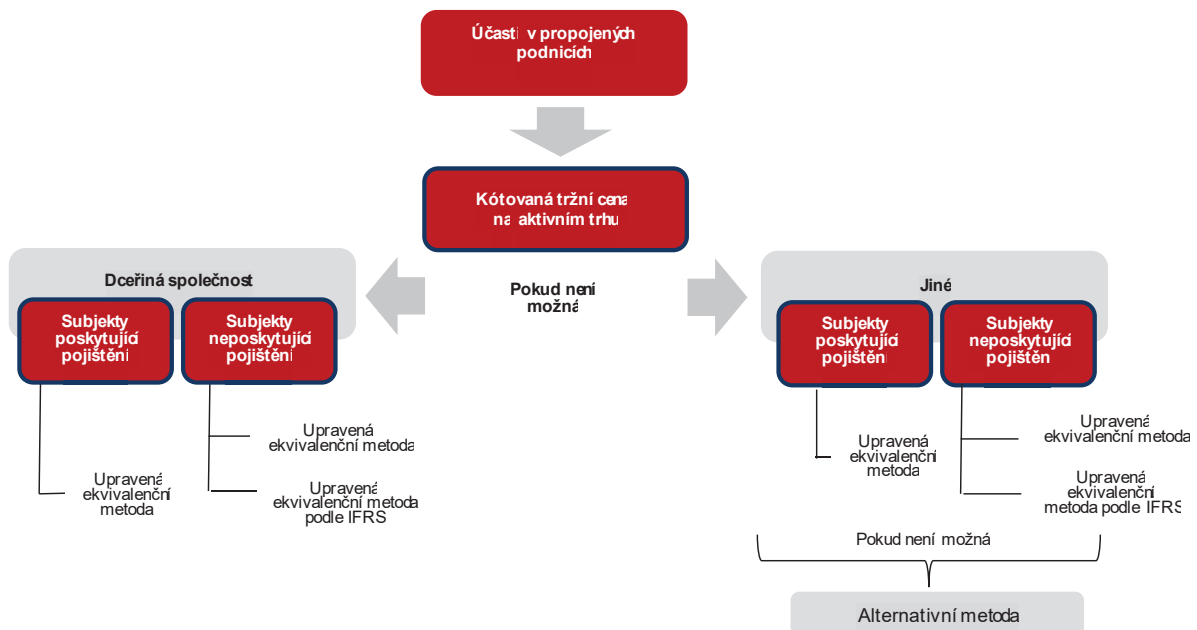 Účasti v propojených
podnicích
Kótovaná tržní cena
na aktivním trhu
Pokud není
možná
Dceřiná společnost
Subjekty
poskytující
pojištění
Subjekty
neposkytující
pojištění
Upravená
ekvivalenční
metoda
Upravená
ekvivalenční metoda
Upravená
ekvivalenční metoda
podle IFRS
Jiné
Subjekty
poskytující
pojištění
Subjekty
neposkytující
pojištěn
Upravená
ekvivalenční
metoda
Upravená
ekvivalenční metoda
Upravená
ekvivalenční
metoda podle IFRS
Pokud není možná
Alternativní metoda